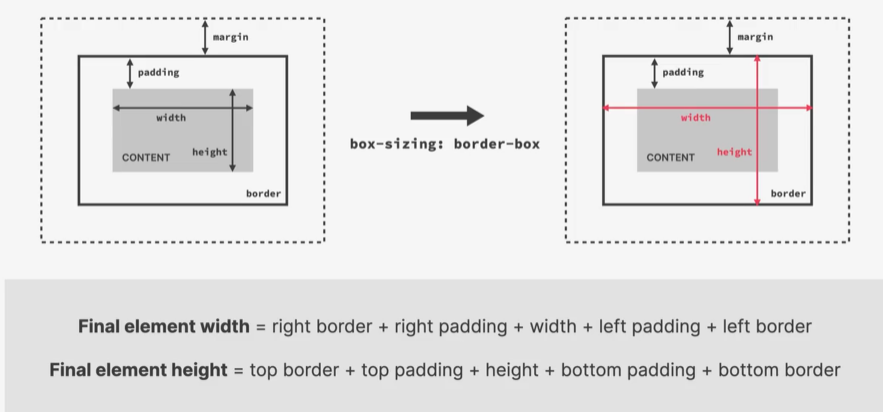 margin
padding
width
CONTENT
height
border
box-sizing: border-box
margin
padding
width
CONTENT
height
border
Final element width = right border + right padding + width + left padding + left border
Final element height = top border + top padding + height + bottom padding + bottom border